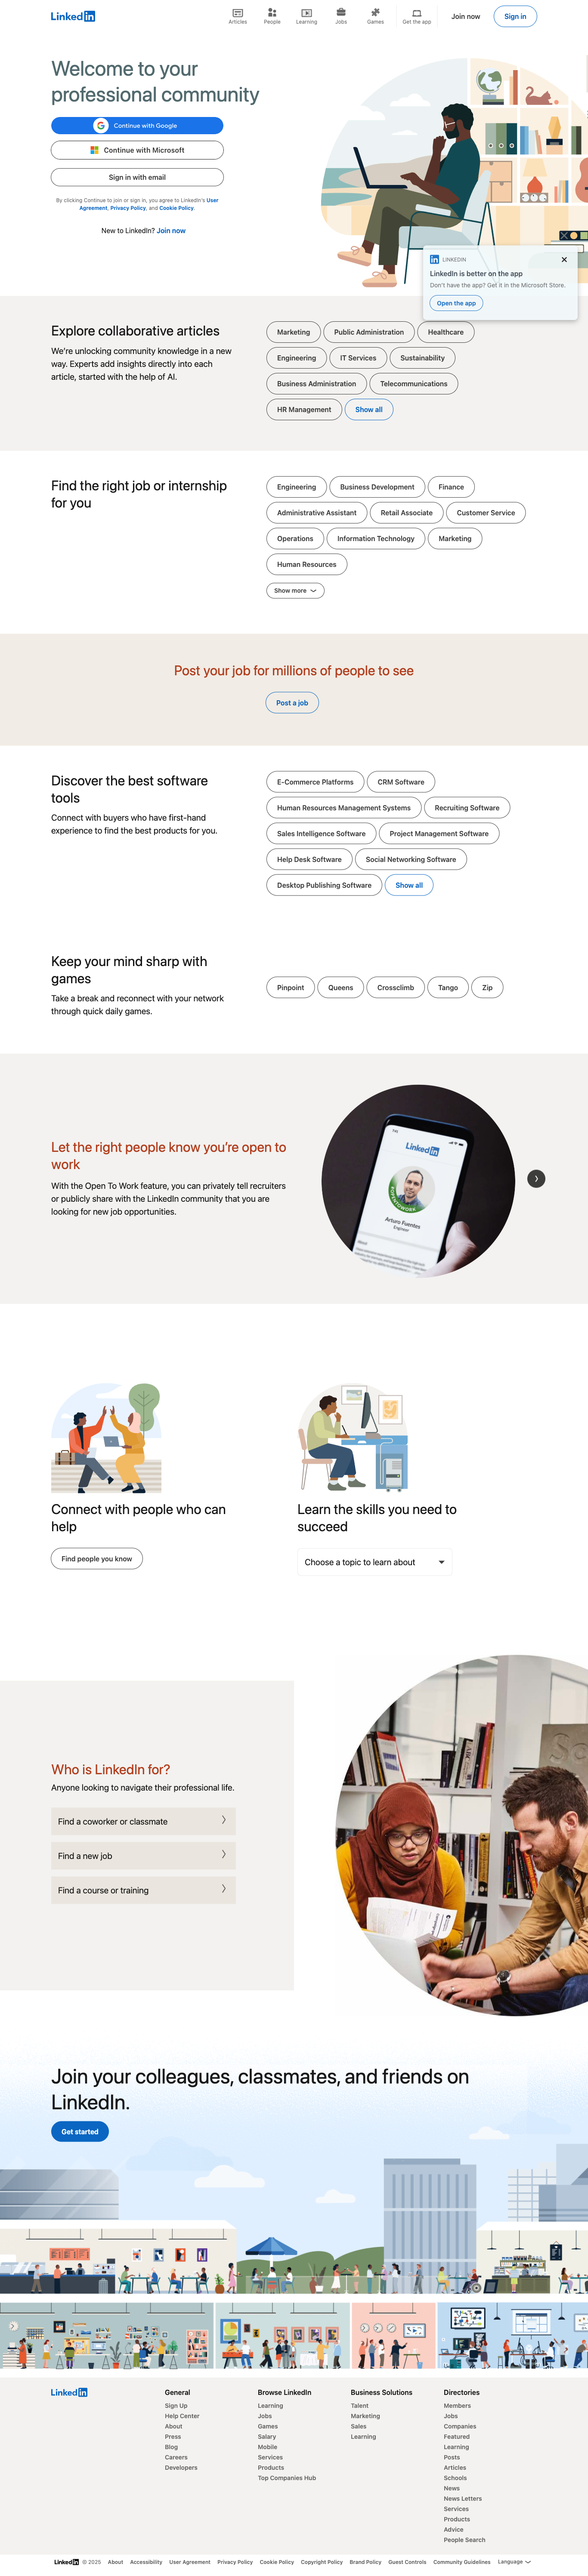 LinkedIn
Articles
People
Learning
Jobs
Games
Get the app
Join now
Sign in
Welcome to your
professional community
Continue with Google
Continue with Microsoft
Sign in with email
By clicking Continue to join or sign in, you agree to LinkedIn's User
Agreement, Privacy Policy, and Cookie Policy.
New to LinkedIn? Join now
LINKEDIN
LinkedIn is better on the app
Don't have the app? Get it in the Microsoft Store.
Open the app
Explore collaborative articles
We're unlocking community knowledge in a new
way. Experts add insights directly into each
article, started with the help of AI.
Marketing
Public Administration
Healthcare
Engineering
IT Services
Sustainability
Business Administration
Telecommunications
HR Management
Show all
Find the right job or internship
for you
Engineering
Business Development
Finance
Administrative Assistant
Retail Associate
Customer Service
Operations
Information Technology
Marketing
Human Resources
Show more
Post your job for millions of people to see
Post a job
Discover the best software
tools
Connect with buyers who have first-hand
experience to find the best products for you.
E-Commerce Platforms
CRM Software
Human Resources Management Systems
Recruiting Software
Sales Intelligence Software
Project Management Software
Help Desk Software
Social Networking Software
Desktop Publishing Software
Show all
Keep your mind sharp with
games
Take a break and reconnect with your network
through quick daily games.
Pinpoint
Queens
Crossclimb
Tango
Zip
Let the right people know you're open to
work
With the Open To Work feature, you can privately tell recruiters
or publicly share with the LinkedIn community that you are
looking for new job opportunities.
LinkedIn
#OPENTOWORK
Arturo Fuentes
Engineer
Connect with people who can
help
Find people you know
Learn the skills you need to
succeed
Choose a topic to learn about
Who is LinkedIn for?
Anyone looking to navigate their professional life.
Find a coworker or classmate
Find a new job
Find a course or training
Join your colleagues, classmates, and friends on
LinkedIn.
Get started
LinkedIn
General
Sign Up
Help Center
About
Press
Blog
Careers
Developers
Browse LinkedIn
Learning
Jobs
Games
Salary
Mobile
Services
Products
Top Companies Hub
Business Solutions
Talent
Marketing
Sales
Learning
Directories
Members
Jobs
Companies
Featured
Learning
Posts
Articles
Schools
News
News Letters
Services
Products
Advice
People Search
LinkedIn © 2025 About Accessibility User Agreement Privacy Policy Cookie Policy Copyright Policy Brand Policy Guest Controls Community Guidelines Language